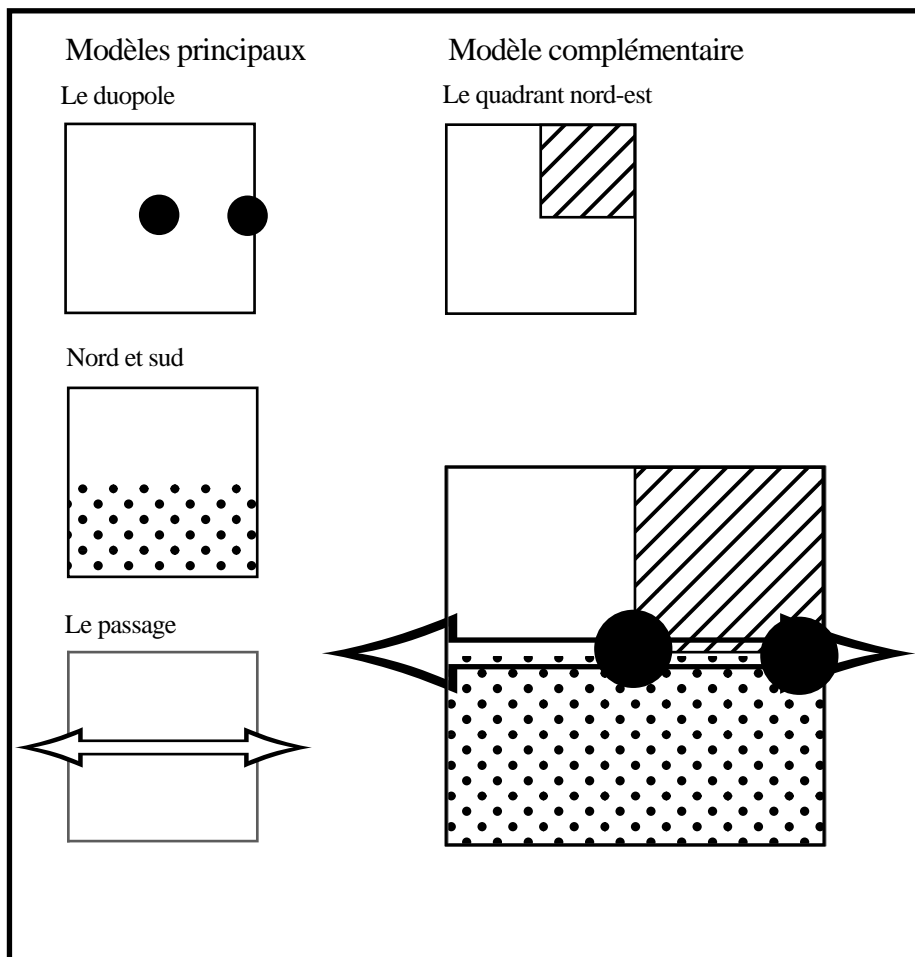 Modèles principaux
Modèle complémentaire
Le duopole
Le quadrant nord-est
Nord et sud
Le passage